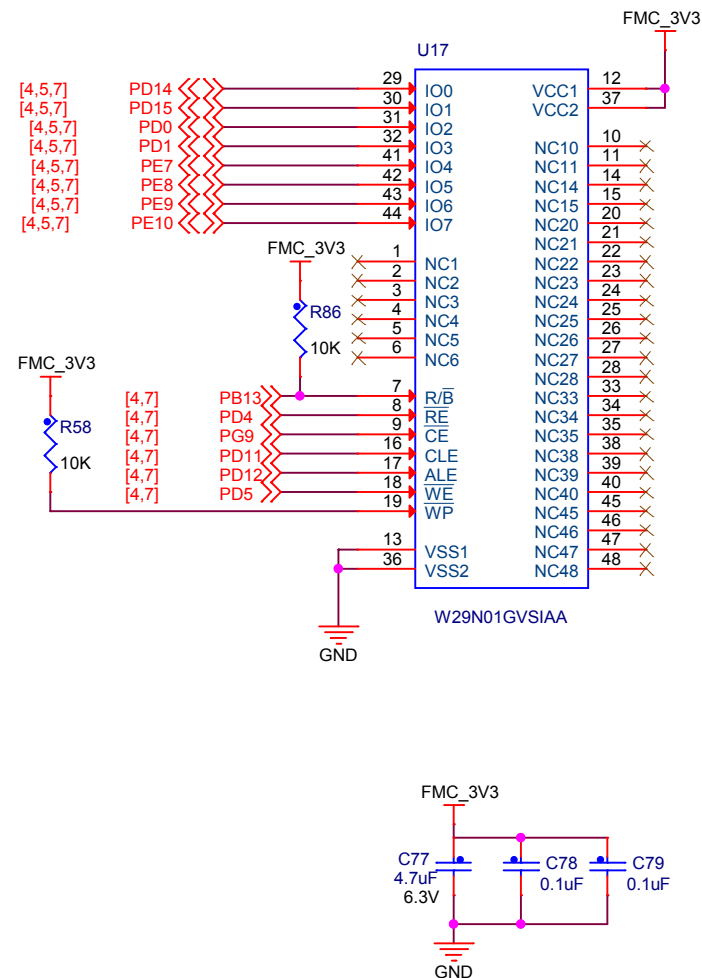 FMC_3V3
U17
[4,5,7] PD14 29 IO0 VCC1 12
[4,5,7] PD15 30 IO1 VCC2 37
[4,5,7] PD0 31 IO2
[4,5,7] PD1 32 IO3 NC10 10
[4,5,7] PE7 41 IO4 NC11 11
[4,5,7] PE8 42 IO5 NC14 14
[4,5,7] PE9 43 IO6 NC15 15
[4,5,7] PE10 44 IO7 NC20 20
NC21 21
FMC_3V3
1 NC1 NC22 22
2 NC2 NC23 23
3 NC3 NC24 24
R86
4 NC4 NC25 25
5 NC5 NC26 26
10K
6 NC6 NC27 27
FMC_3V3
NC28 28
[4,7] PB13 7 R/B NC33 33
[4,7] PD4 8 RE NC34 34
R58
[4,7] PG9 9 CE NC35 35
[4,7] PD11 16 CLE NC38 38
10K
[4,7] PD12 17 ALE NC39 39
[4,7] PD5 18 WE NC40 40
19 WP NC45 45
NC46 46
13 VSS1 NC47 47
36 VSS2 NC48 48
W29N01GVSIAA
GND
FMC_3V3
C77 C78 C79
4.7uF 0.1uF 0.1uF
6.3V
GND